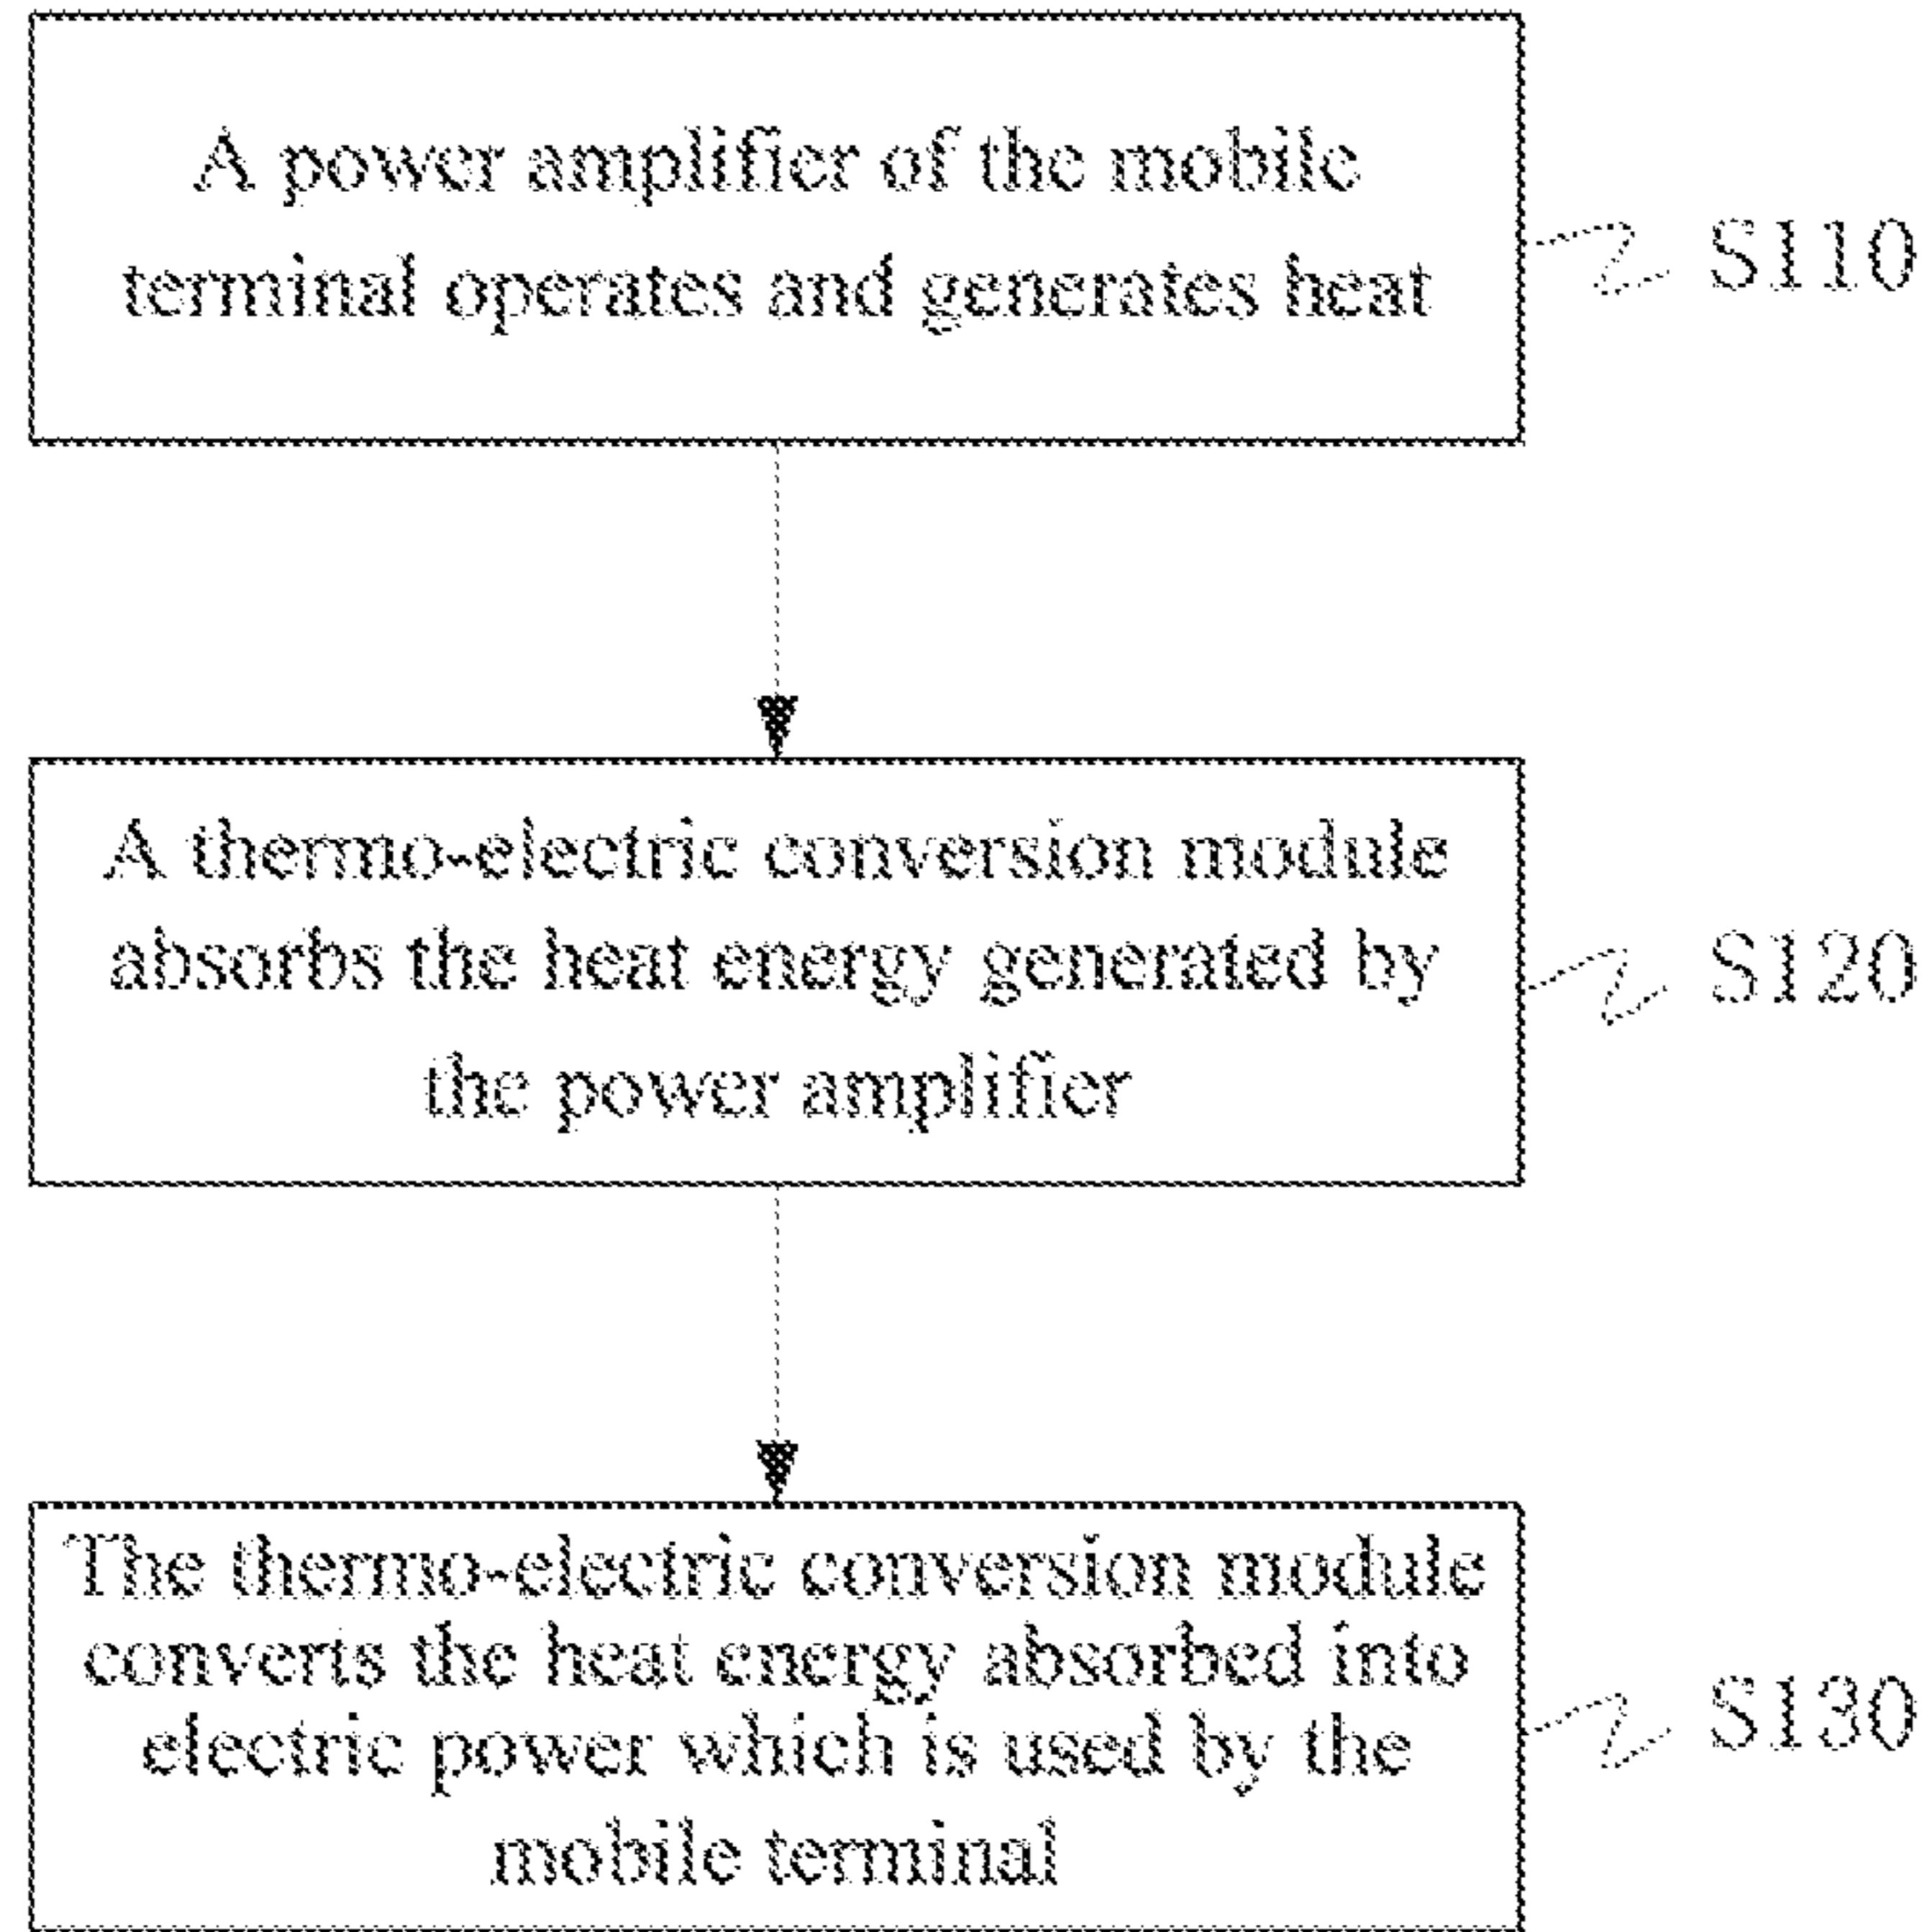 A power amplifier of the mobile
terminal operates and generates heat
S110
A thermo-electric conversion module
absorbs the heat energy generated by
the power amplifier
S120
The thermo-electric conversion module
converts the heat energy absorbed into
electric power which is used by the
mobile terminal
S130